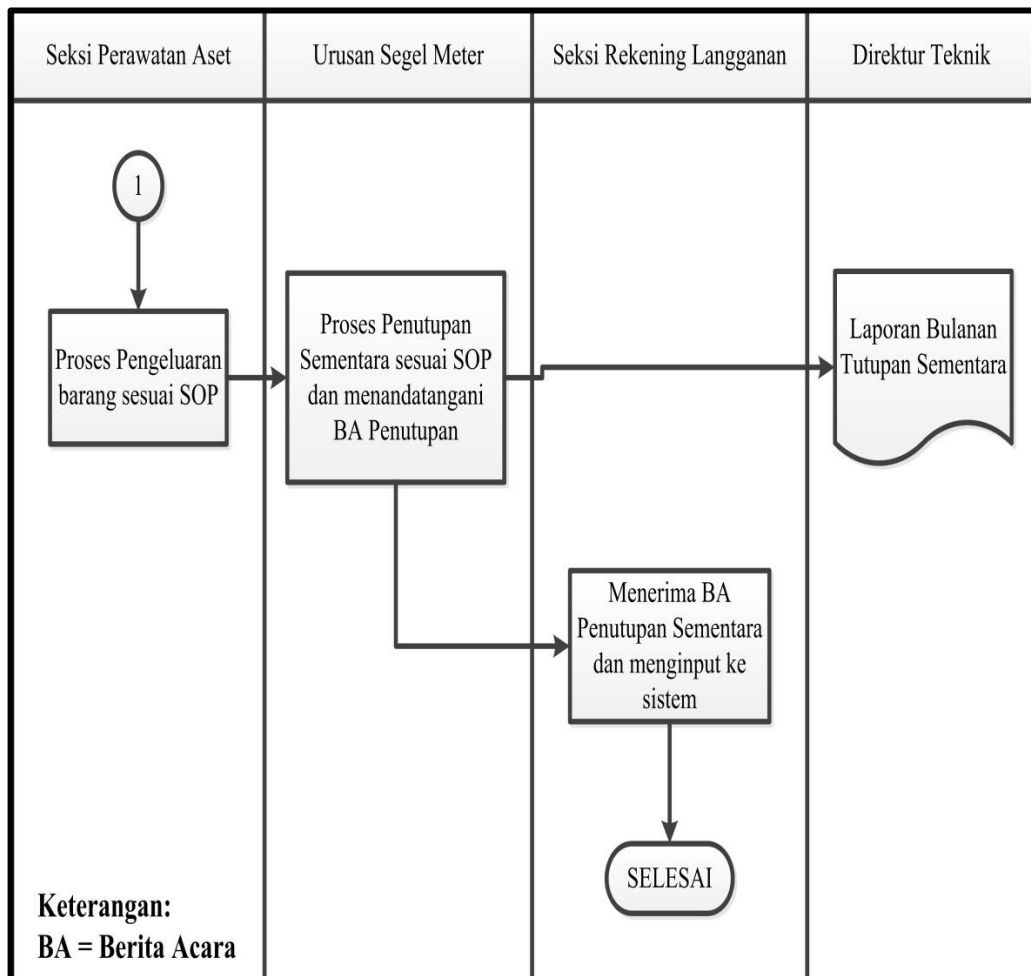 Seksi Perawatan Aset
Urusan Segel Meter
Seksi Rekening Langganan
Direktur Teknik
1
Proses Pengeluaran
barang sesuai SOP
Proses Penutupan
Sementara sesuai SOP
dan menandatangani
BA Penutupan
Laporan Bulanan
Tutupan Sementara
Menerima BA
Penutupan Sementara
dan menginput ke
sistem
SELESAI
Keterangan:
BA = Berita Acara